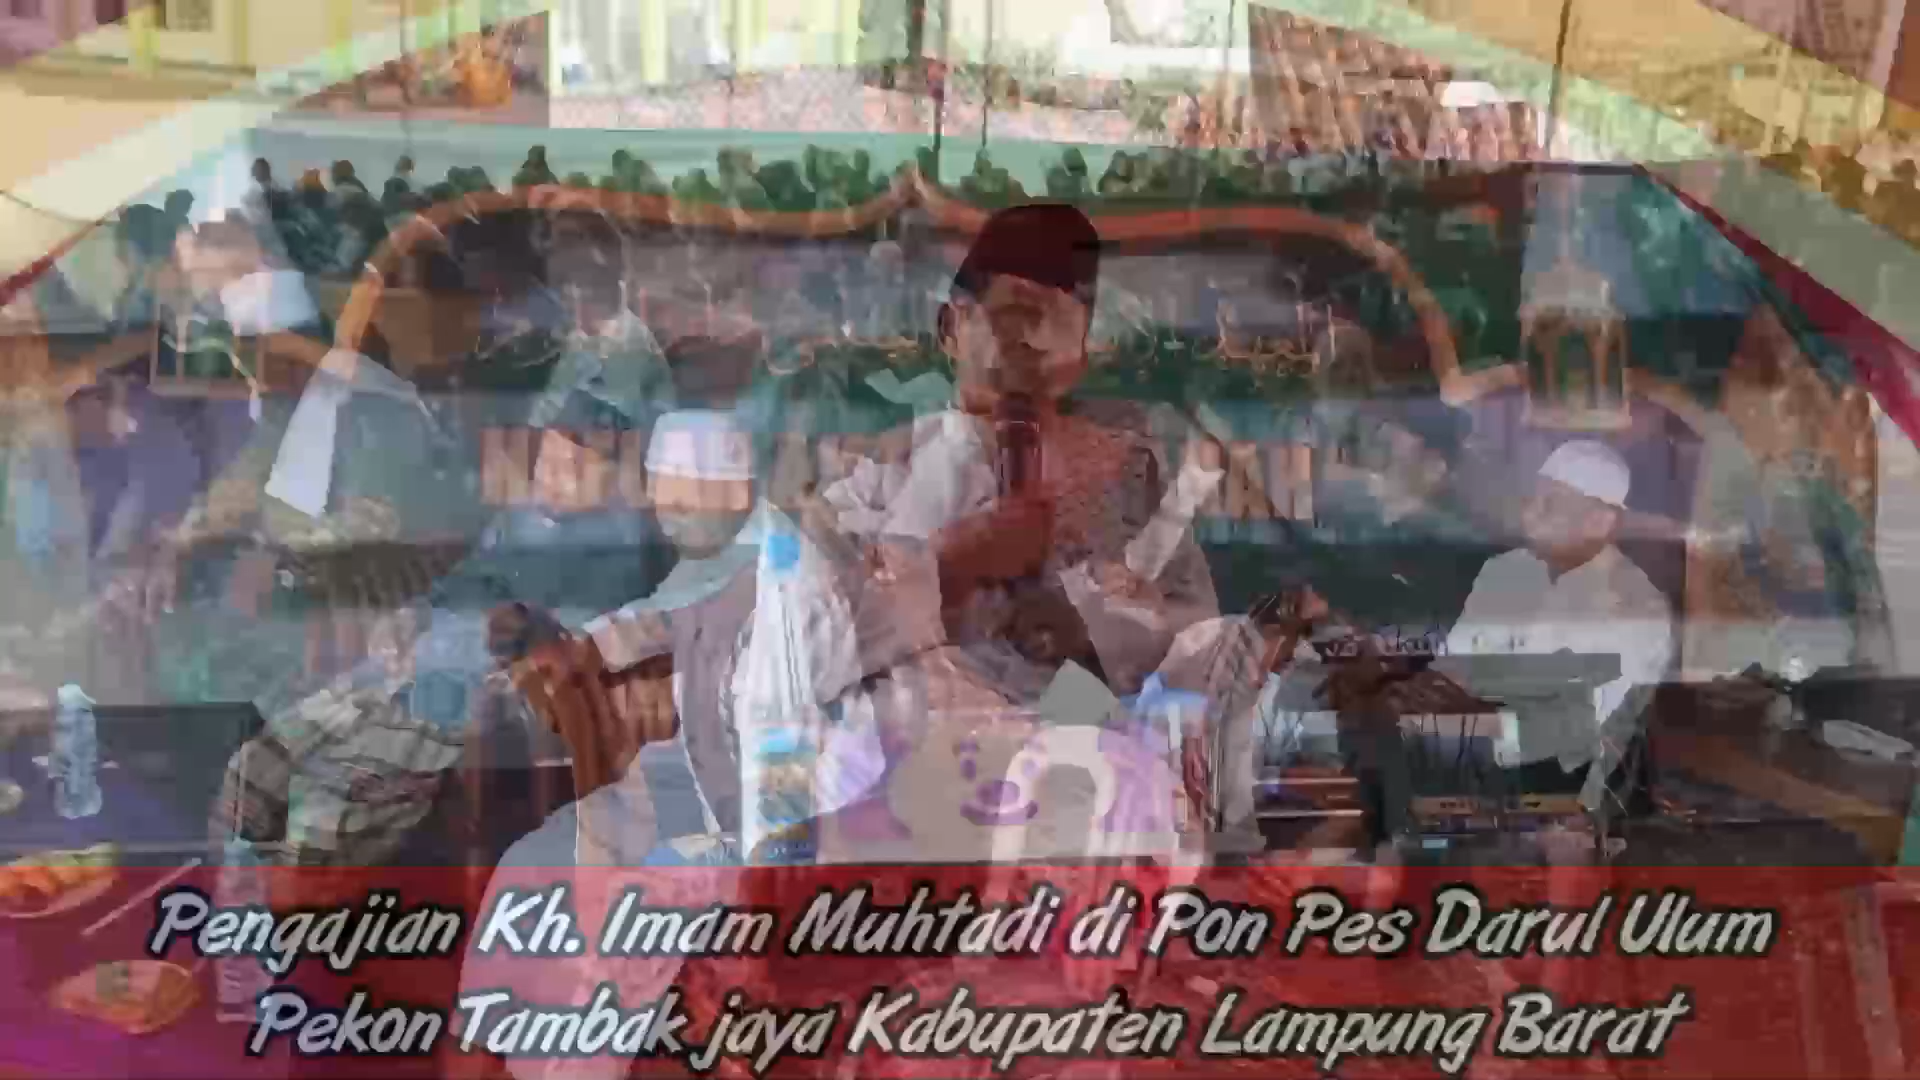 Pengajian Kh. Imam Muhtadi di Pon Pes Darul Ulum
Pekon Tambak jaya Kabupaten Lampung Barat